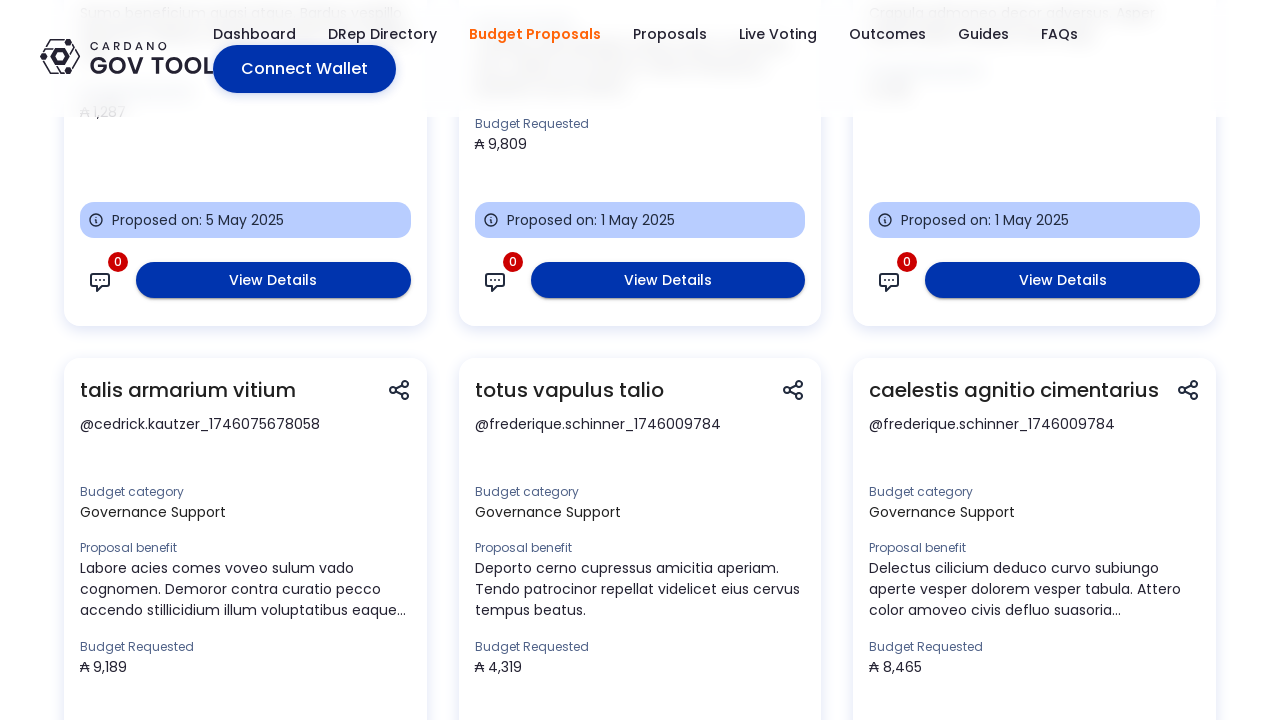 CARDANO
GOV TOOL
Dashboard
DRep Directory
Budget Proposals
Proposals
Live Voting
Outcomes
Guides
FAQs
Connect Wallet
₳ 1,287
Budget Requested
₳ 9,809
Proposed on: 5 May 2025
Proposed on: 1 May 2025
Proposed on: 1 May 2025
0
View Details
0
View Details
0
View Details
talis armarium vitium
@cedrick.kautzer_1746075678058
Budget category
Governance Support
Proposal benefit
Labore acies comes voveo sulum vado
cognomen. Demoror contra curatio pecco
accendo stillicidium illum voluptatibus eaque...
Budget Requested
₳ 9,189
totus vapulus talio
@frederique.schinner_1746009784
Budget category
Governance Support
Proposal benefit
Deporto cerno cupressus amicitia aperiam.
Tendo patrocinor repellat videlicet eius cervus
tempus beatus.
Budget Requested
₳ 4,319
caelestis agnitio cimentarius
@frederique.schinner_1746009784
Budget category
Governance Support
Proposal benefit
Delectus cilicium deduco curvo subiungo
aperte vesper dolorem vesper tabula. Attero
color amoveo civis defluo suasoria...
Budget Requested
₳ 8,465